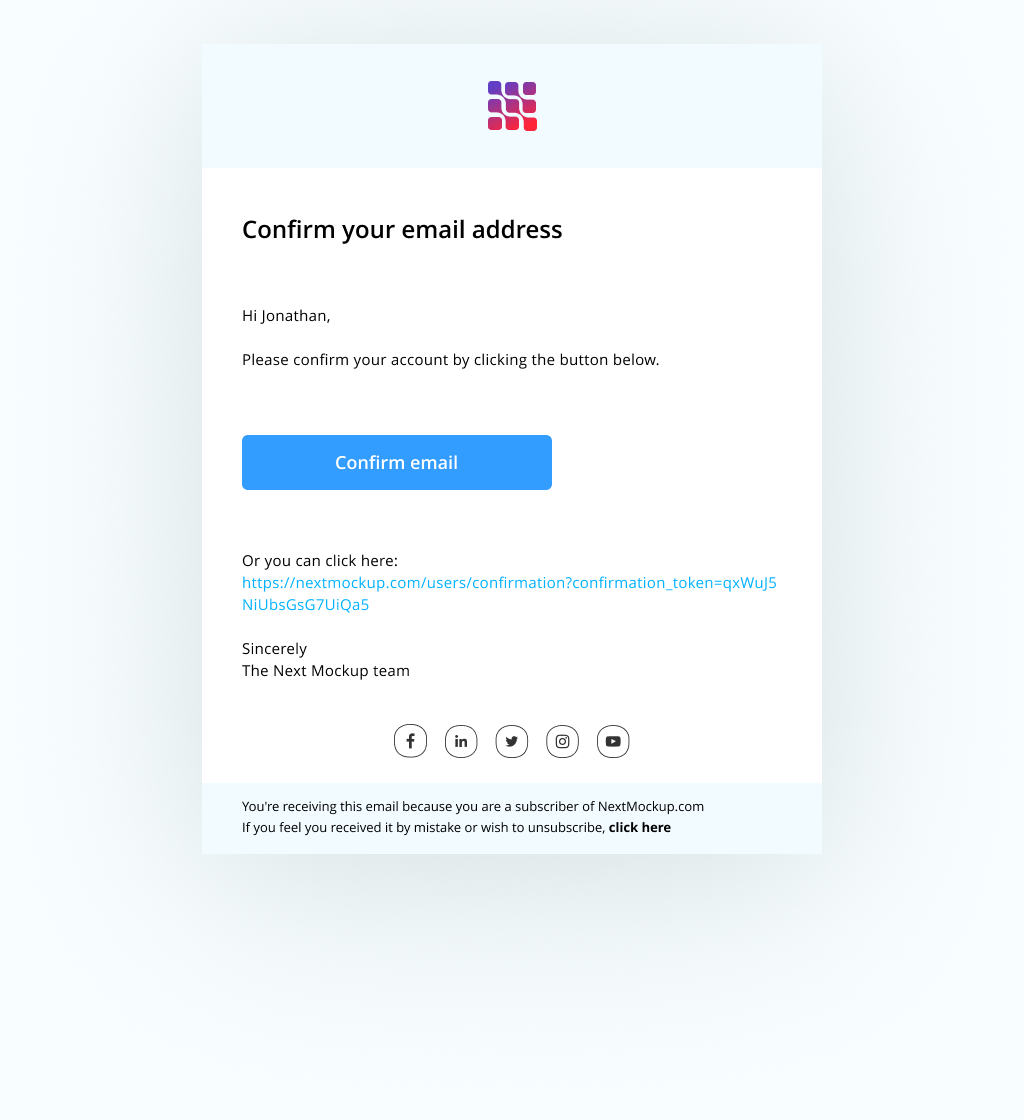 Confirm your email address
Hi Jonathan,
Please confirm your account by clicking the button below.
Confirm email
Or you can click here:
https://nextmockup.com/users/confirmation?confirmation_token=qxWuJ5
NiUbsGsG7UiQa5
Sincerely
The Next Mockup team
You're receiving this email because you are a subscriber of NextMockup.com
If you feel you received it by mistake or wish to unsubscribe, click here